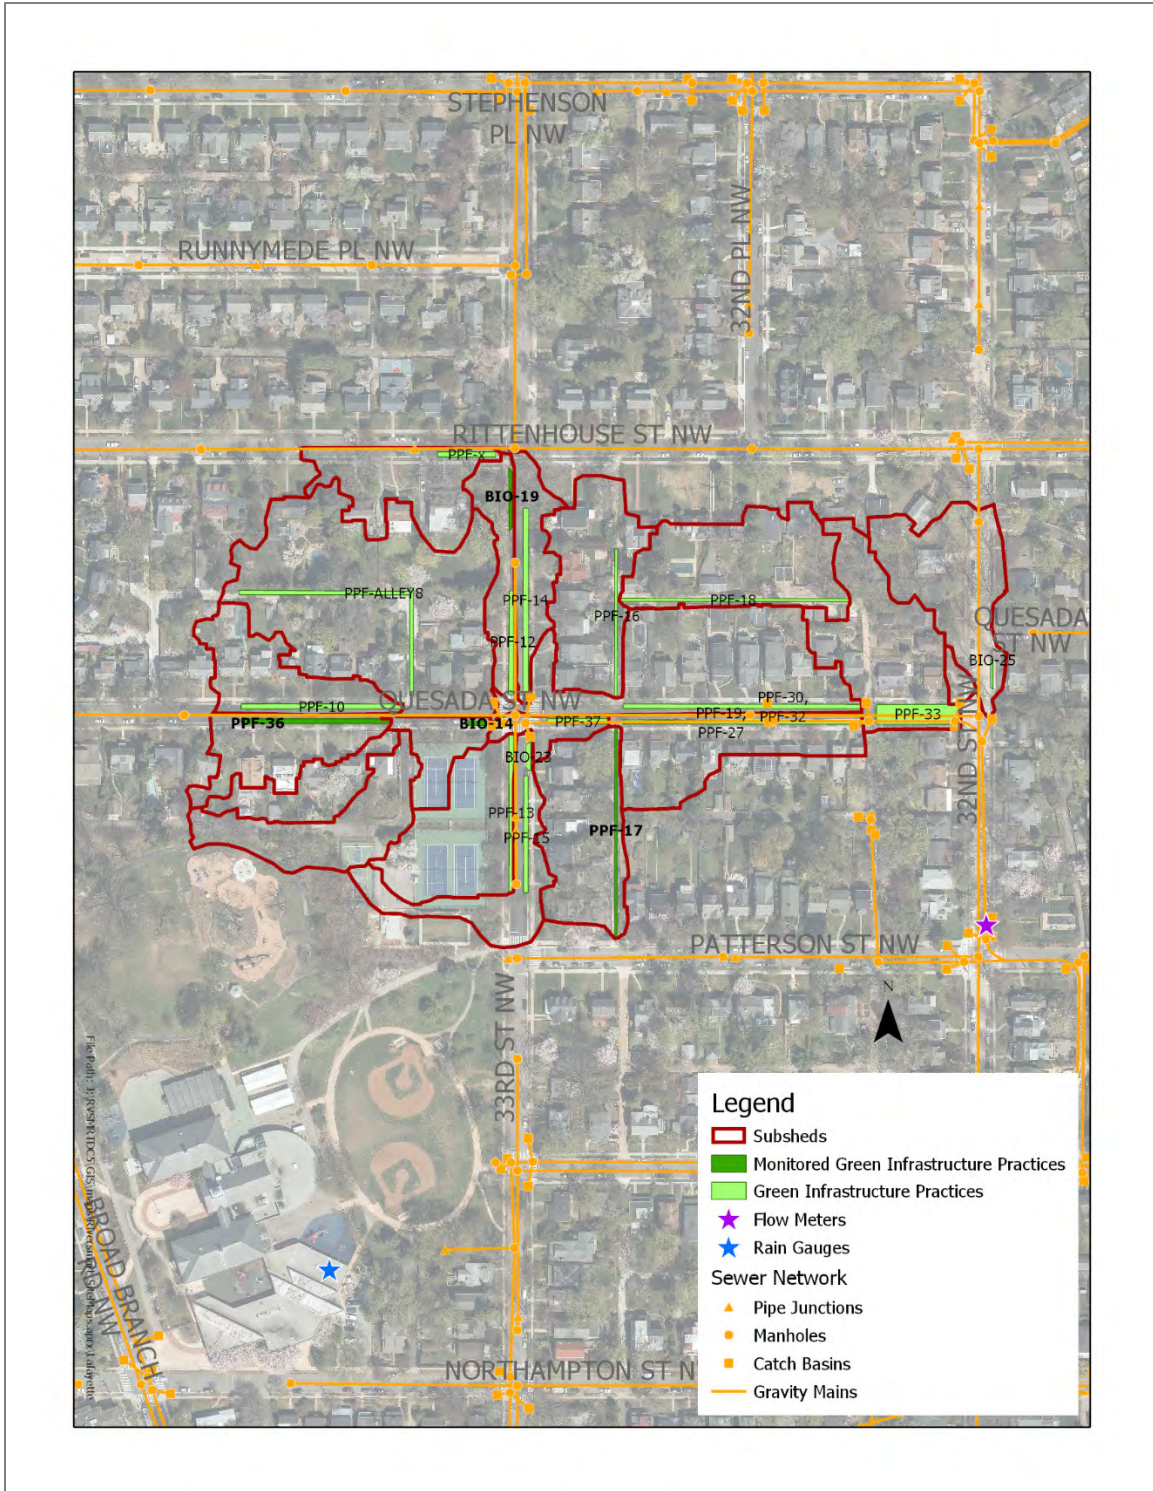 STEPHENSON
PL NW
32ND PL NW
RUNNYMEDE PL NW
RITTENHOUSE ST NW
PPF-x
BIO-19
PPF-ALLEY8
PPF-14
PPF-16
PPF-18
QUESADA
ST NW
PPF-12
BIO-25
QUESADA ST NW
PPF-30,
PPF-10
PPF-36
BIO-14
PPF-37
PPF-19,
PPF-32
PPF-33
PPF-27
32ND ST NW
BIO-23
PPF-13
PPF-15
PPF-17
PATTERSON ST NW
N
33RD ST NW
BROAD BRANCH
RD NW
NORTHAMPTON ST N
Legend
Subsheds
Monitored Green Infrastructure Practices
Green Infrastructure Practices
Flow Meters
Rain Gauges
Sewer Network
Pipe Junctions
Manholes
Catch Basins
Gravity Mains